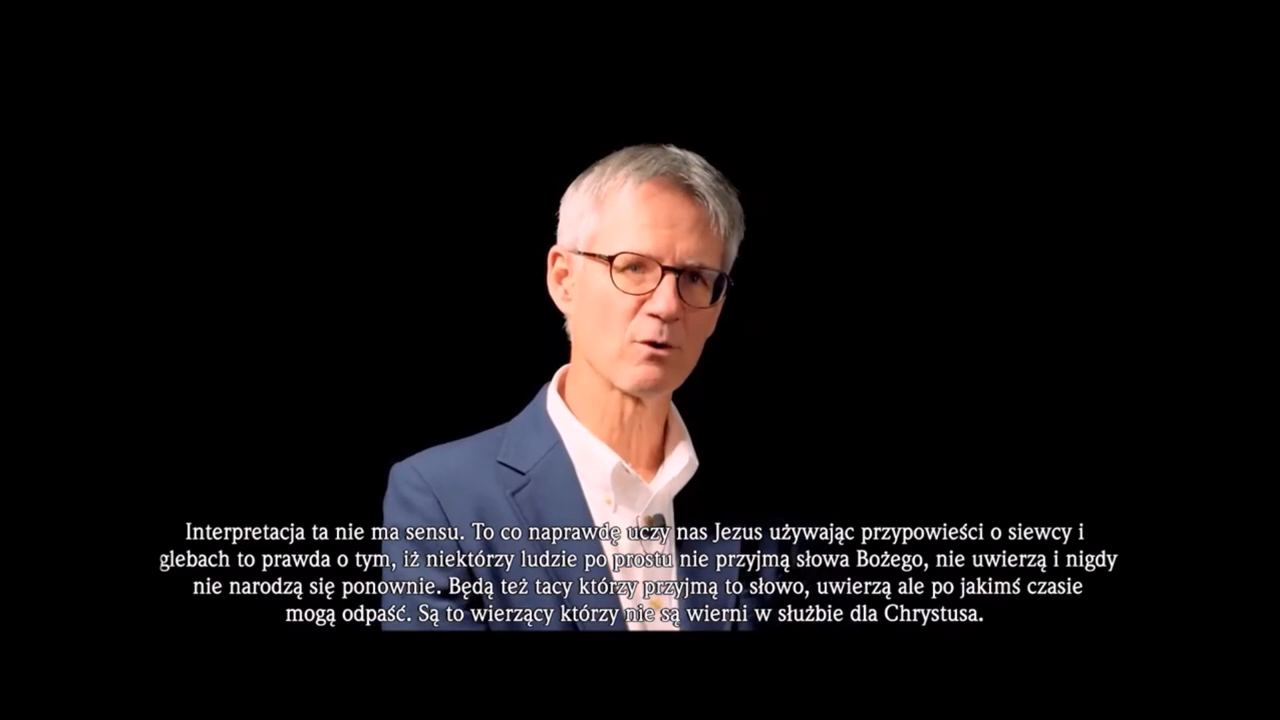 Interpretacja ta nie ma sensu. To co naprawdę uczy nas Jezus używając przypowieści o siewcy i
glebach to prawda o tym, iż niektórzy ludzie po prostu nie przyjmą słowa Bożego, nie uwierzą i nigdy
nie narodzą się ponownie. Będą też tacy którzy przyjmą to słowo, uwierzą ale po jakimś czasie
mogą odpaść. Są to wierzący którzy nie są wierni w służbie dla Chrystusa.